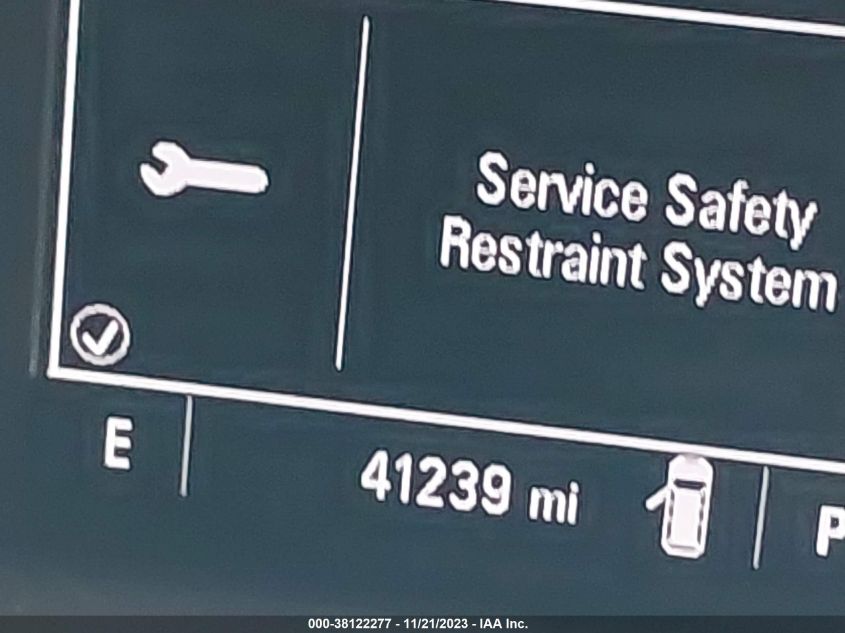 Service Safety
Restraint System
E
41239 mi
P
000-38122277 - 11/21/2023 - IAA Inc.